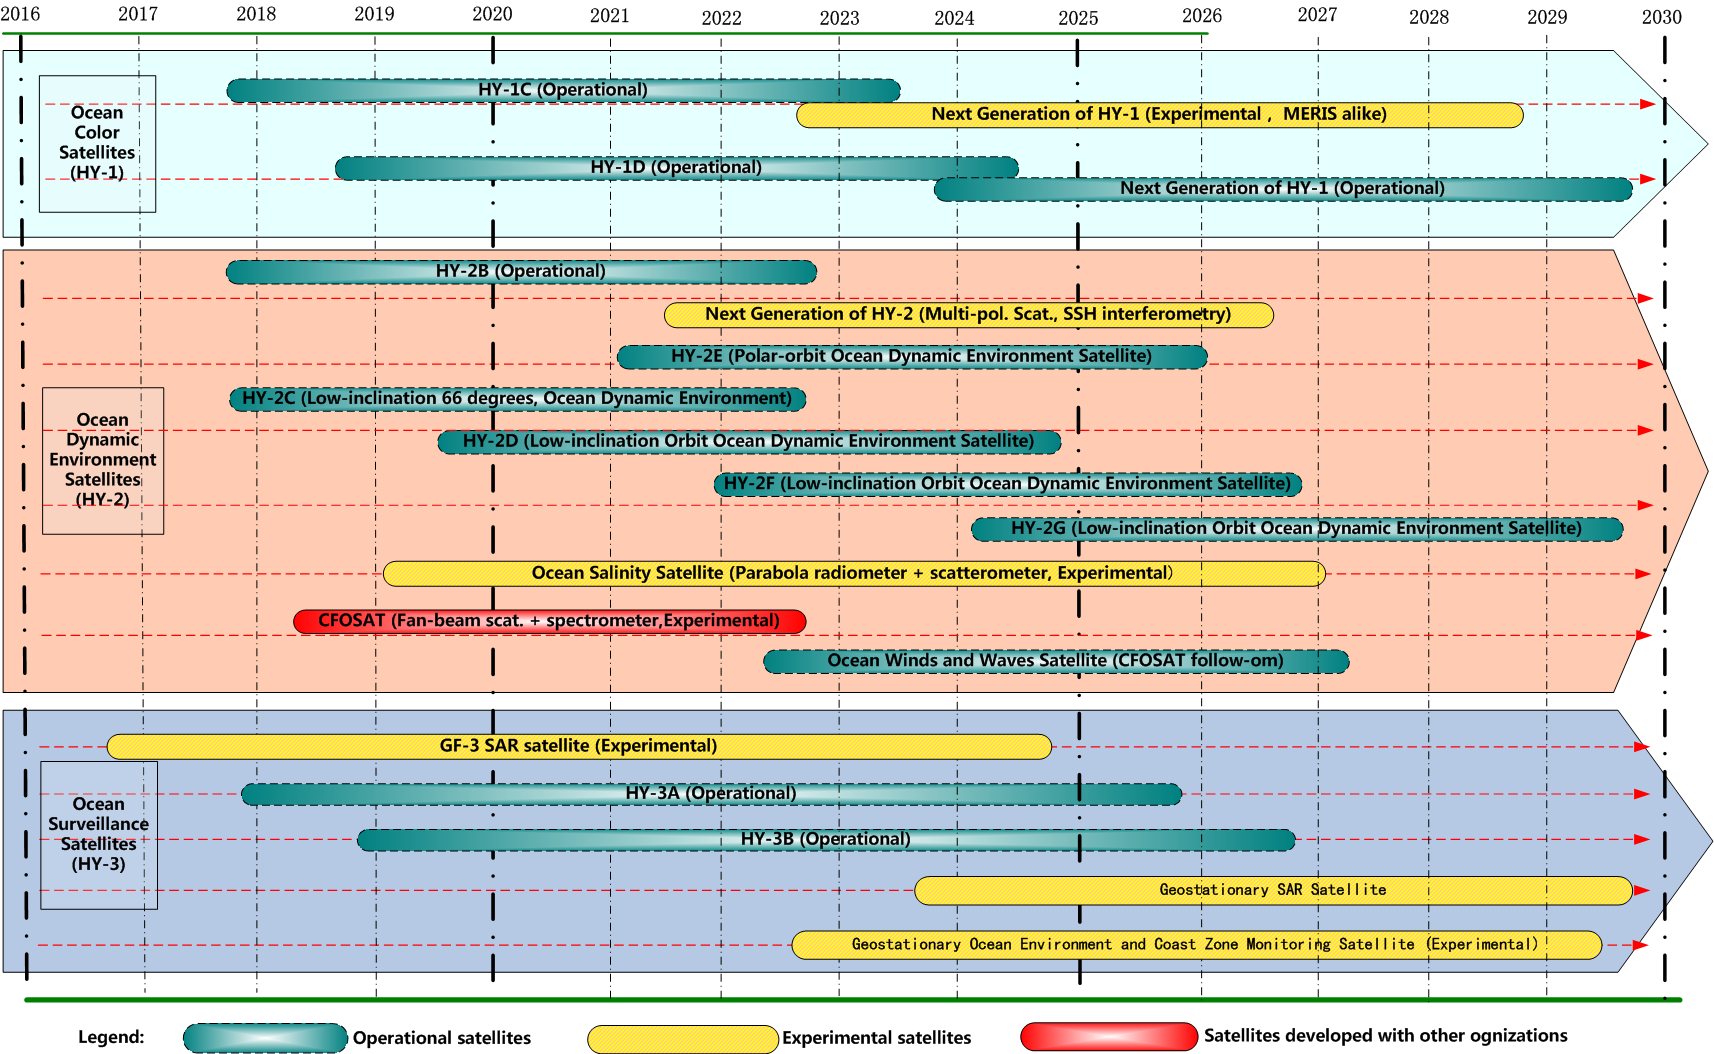 2016 2017 2018 2019 2020 2021 2022 2023 2024 2025 2026 2027 2028 2029 2030
Ocean
Color
Satellites
(HY-1)
HY-1C (Operational)
Next Generation of HY-1 (Experimental , MERIS alike)
HY-1D (Operational)
Next Generation of HY-1 (Operational)
Ocean
Dynamic
Environment
Satellites
(HY-2)
HY-2B (Operational)
Next Generation of HY-2 (Multi-pol. Scat., SSH interferometry)
HY-2E (Polar-orbit Ocean Dynamic Environment Satellite)
HY-2C (Low-inclination 66 degrees, Ocean Dynamic Environment)
HY-2D (Low-inclination Orbit Ocean Dynamic Environment Satellite)
HY-2F (Low-inclination Orbit Ocean Dynamic Environment Satellite)
HY-2G (Low-inclination Orbit Ocean Dynamic Environment Satellite)
Ocean Salinity Satellite (Parabola radiometer + scatterometer, Experimental)
CFOSAT (Fan-beam scat. + spectrometer,Experimental)
Ocean Winds and Waves Satellite (CFOSAT follow-om)
Ocean
Surveillance
Satellites
(HY-3)
GF-3 SAR satellite (Experimental)
HY-3A (Operational)
HY-3B (Operational)
Geostationary SAR Satellite
Geostationary Ocean Environment and Coast Zone Monitoring Satellite (Experimental)
Legend: Operational satellites Experimental satellites Satellites developed with other ognizations